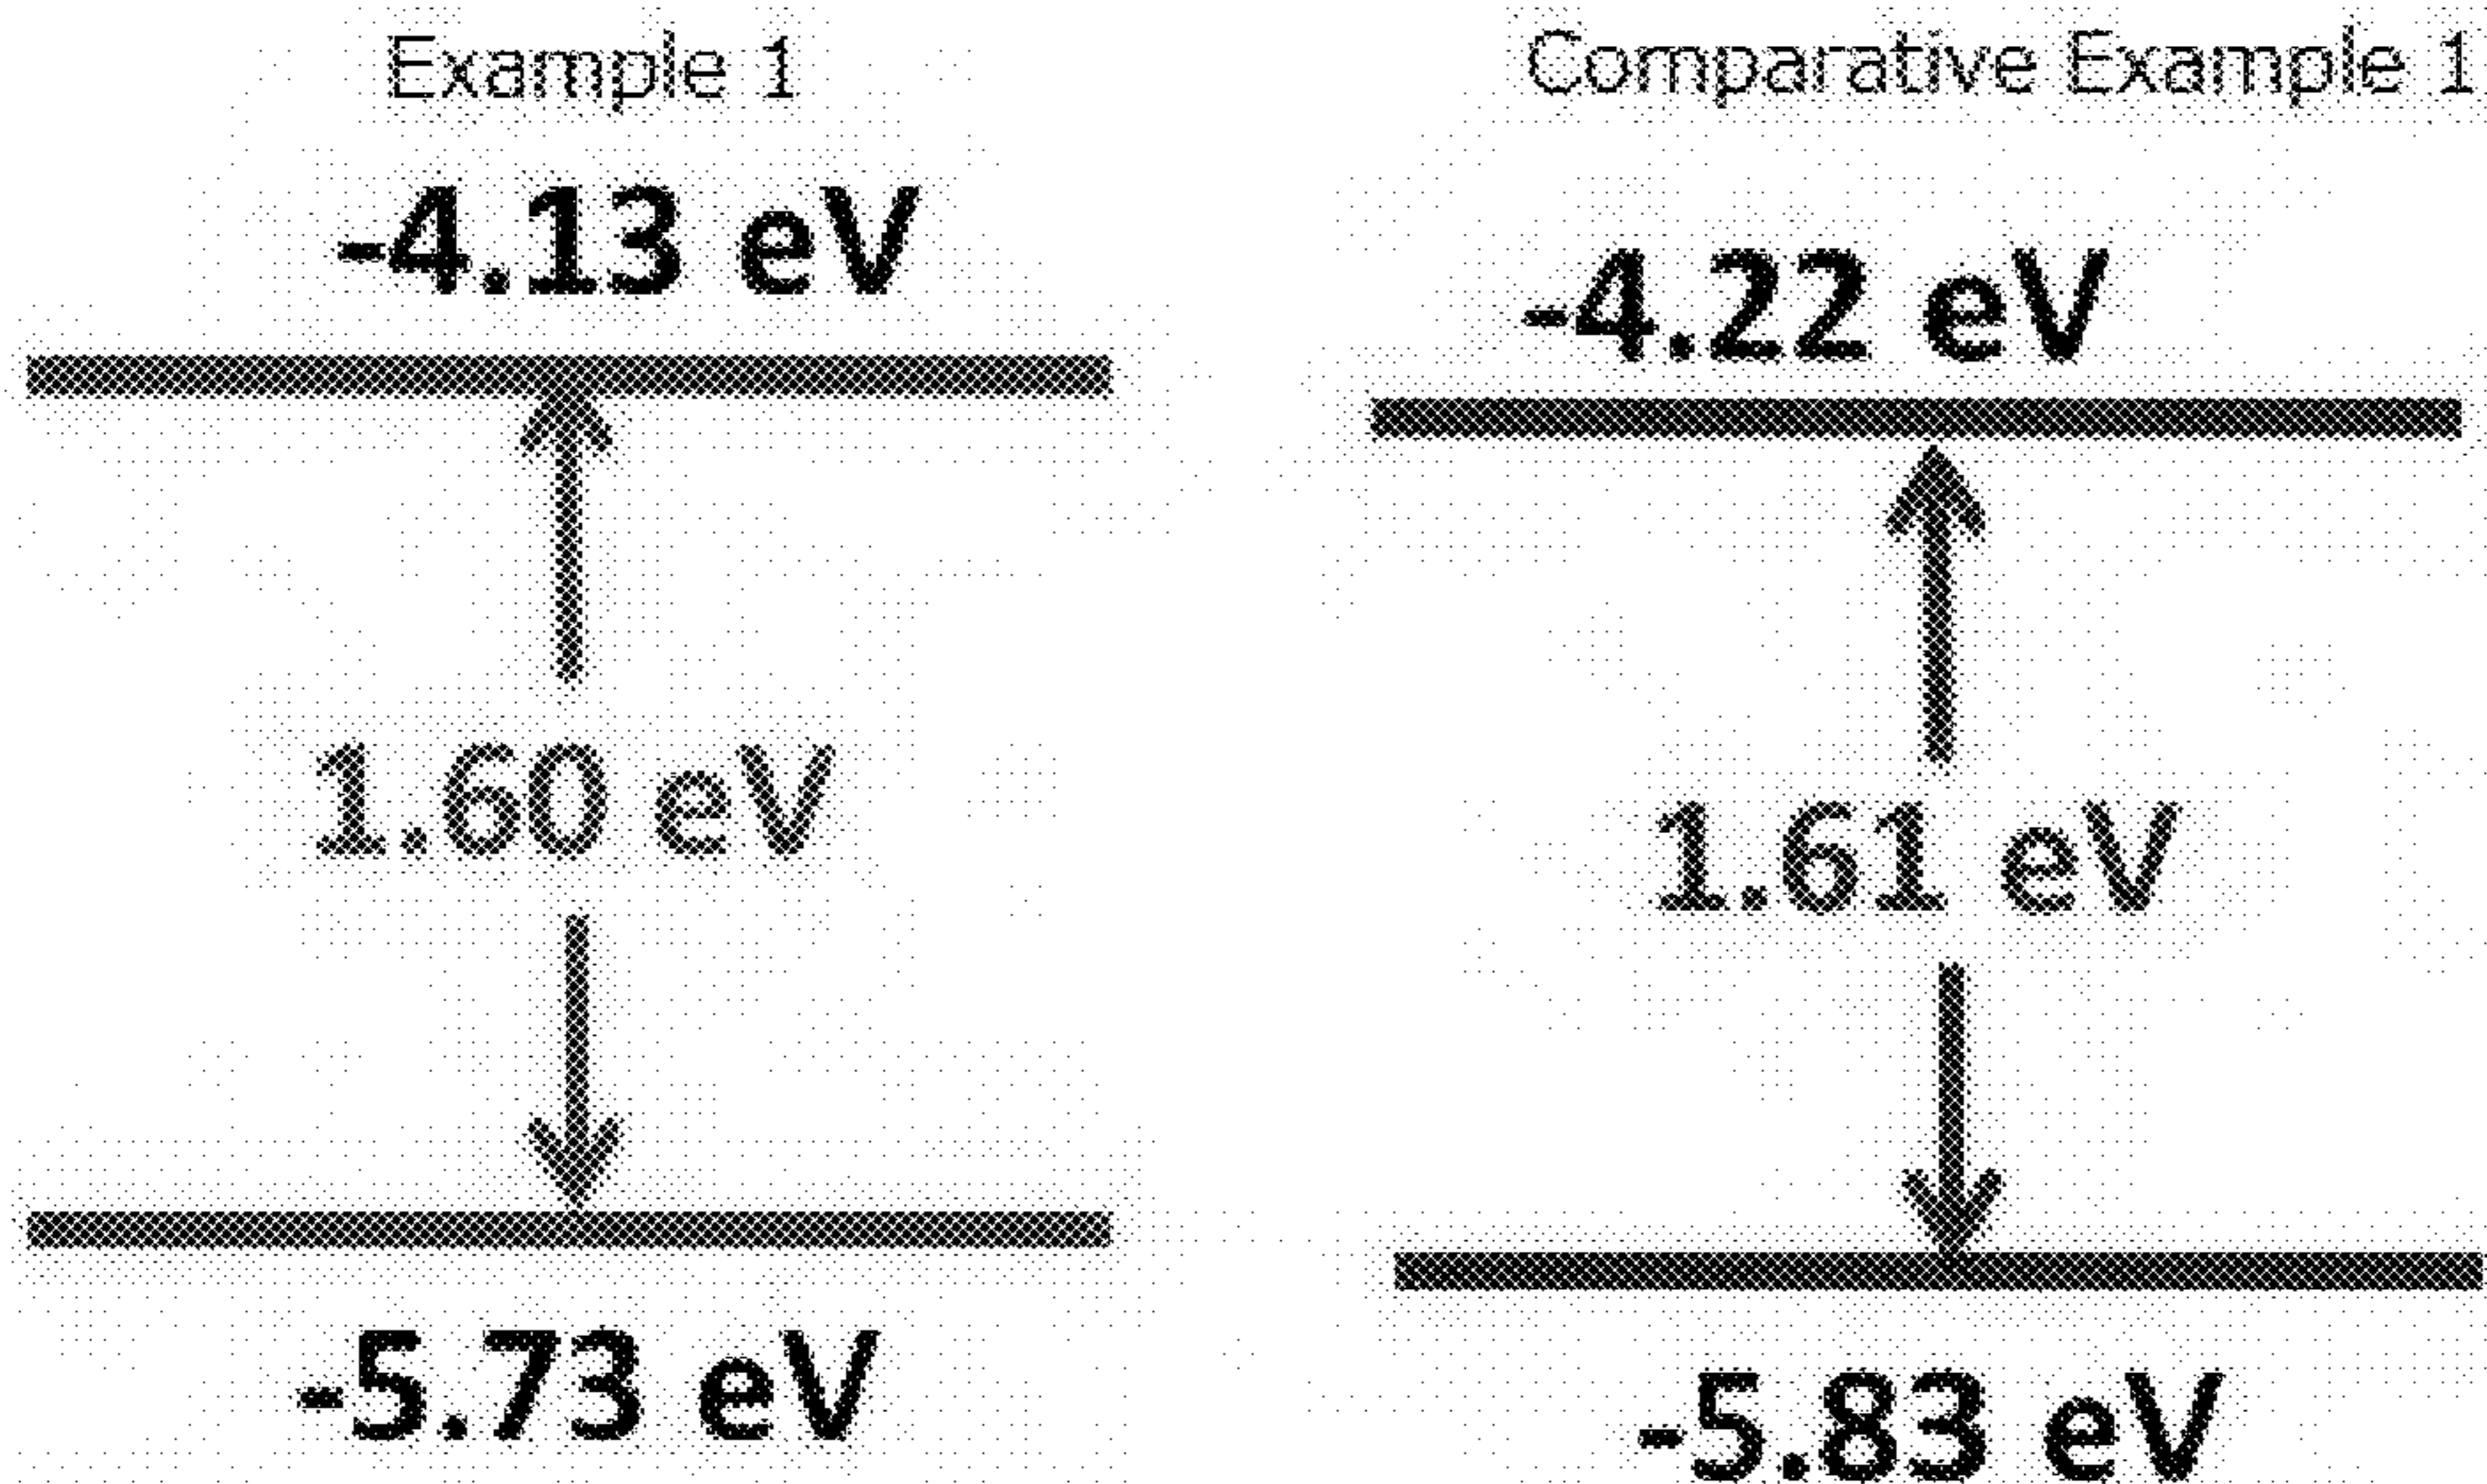 Example 1
-4.13 eV
1.60 eV
-5.73 eV
Comparative Example 1
-4.22 eV
1.61 eV
-5.83 eV